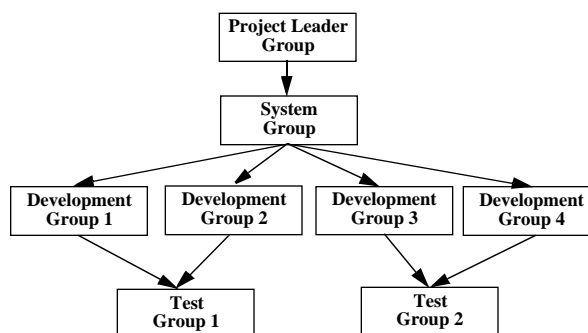 Project Leader
Group
System
Group
Development
Group 1
Development
Group 2
Development
Group 3
Development
Group 4
Test
Group 1
Test
Group 2